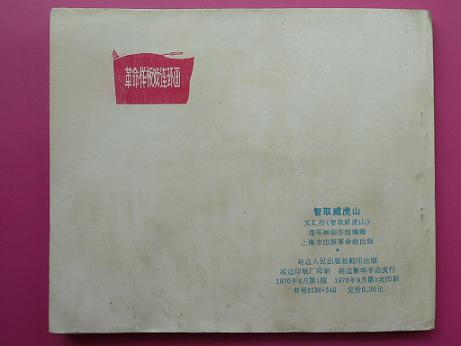 革命样板戏连环画
智取威虎山
文汇报《智取威虎山》
连环画创作组编绘
上海市出版革命组出版
延边人民出版社翻印出版
延边印刷厂印刷 延边新华书店发行
1970年9月第1版 1970年9月第1次印刷
书号3136·345 定价0.30元